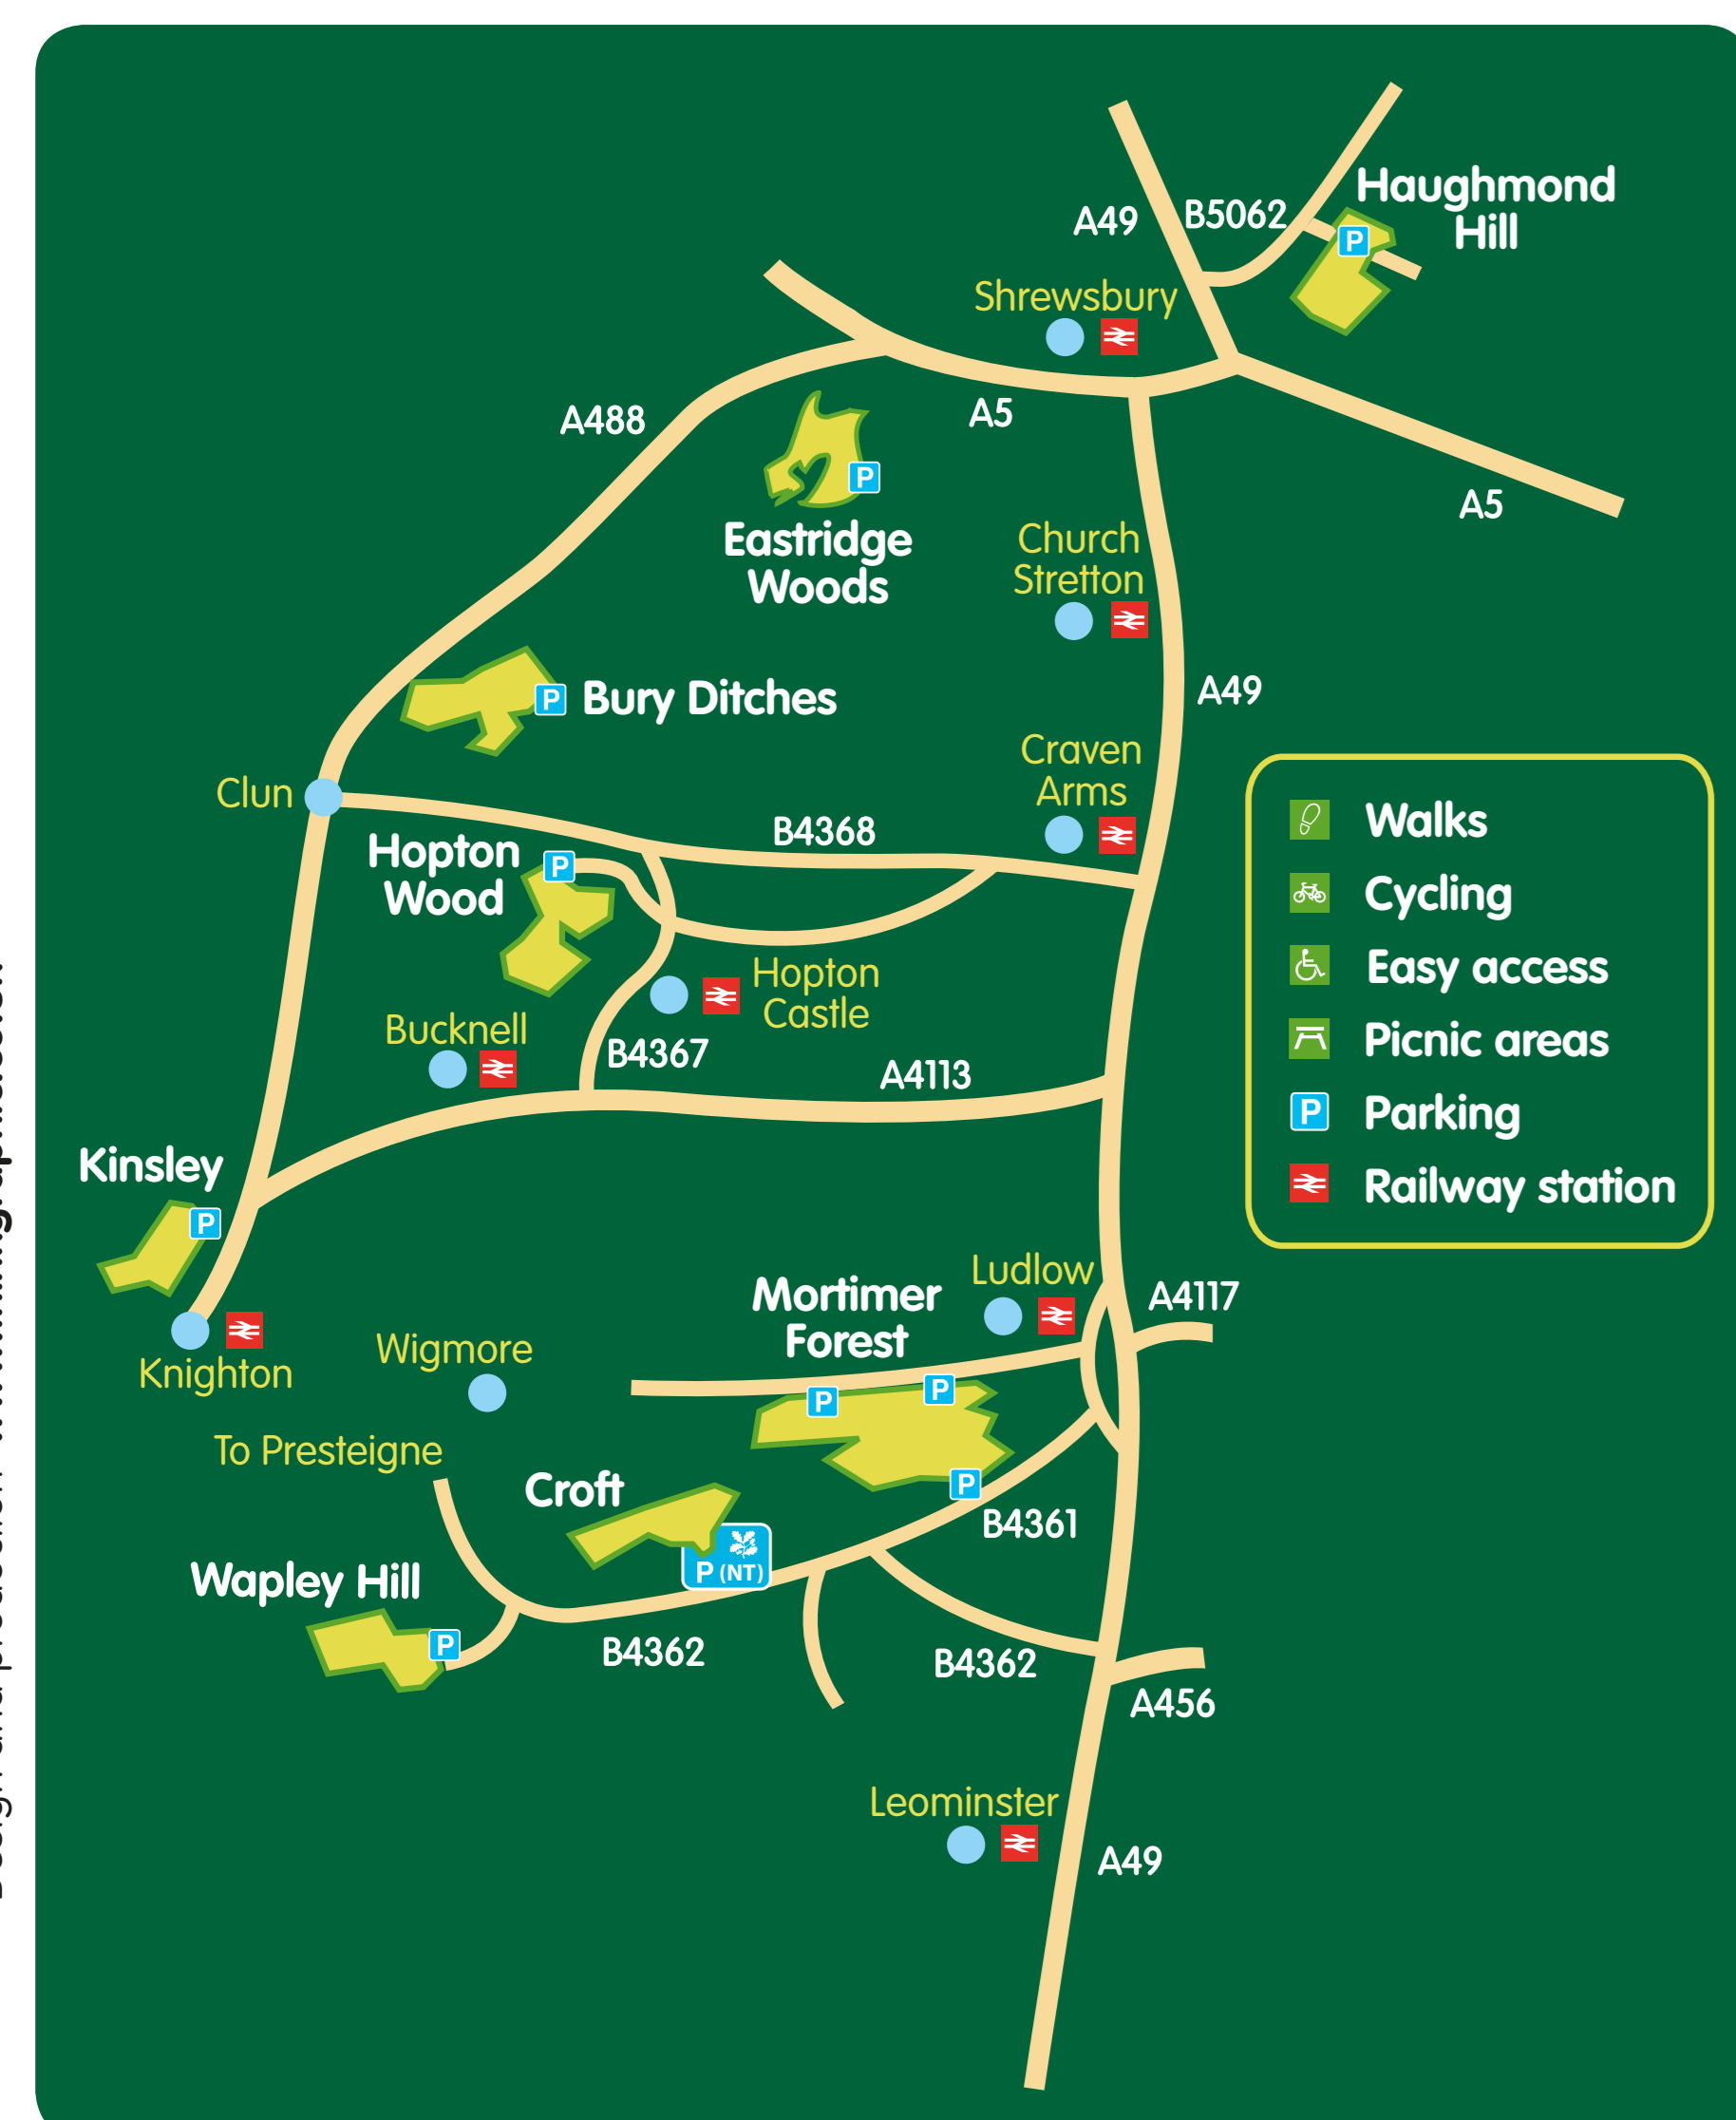 Haughmond
Hill
A49
B5062
Shrewsbury
A488
A5
A5
Eastridge
Woods
Church
Stretton
Bury Ditches
A49
Craven
Arms
Clun
B4368
Hopton
Wood
Hopton
Castle
Bucknell
B4367
A4113
Walks
Cycling
Easy access
Picnic areas
P Parking
Railway station
Kinsley
Knighton
Mortimer
Forest
Ludlow
A4117
Wigmore
To Presteigne
Croft
P (NT)
B4361
Wapley Hill
B4362
B4362
A456
Leominster
A49
P
P
P
P
P
P
P
P
P